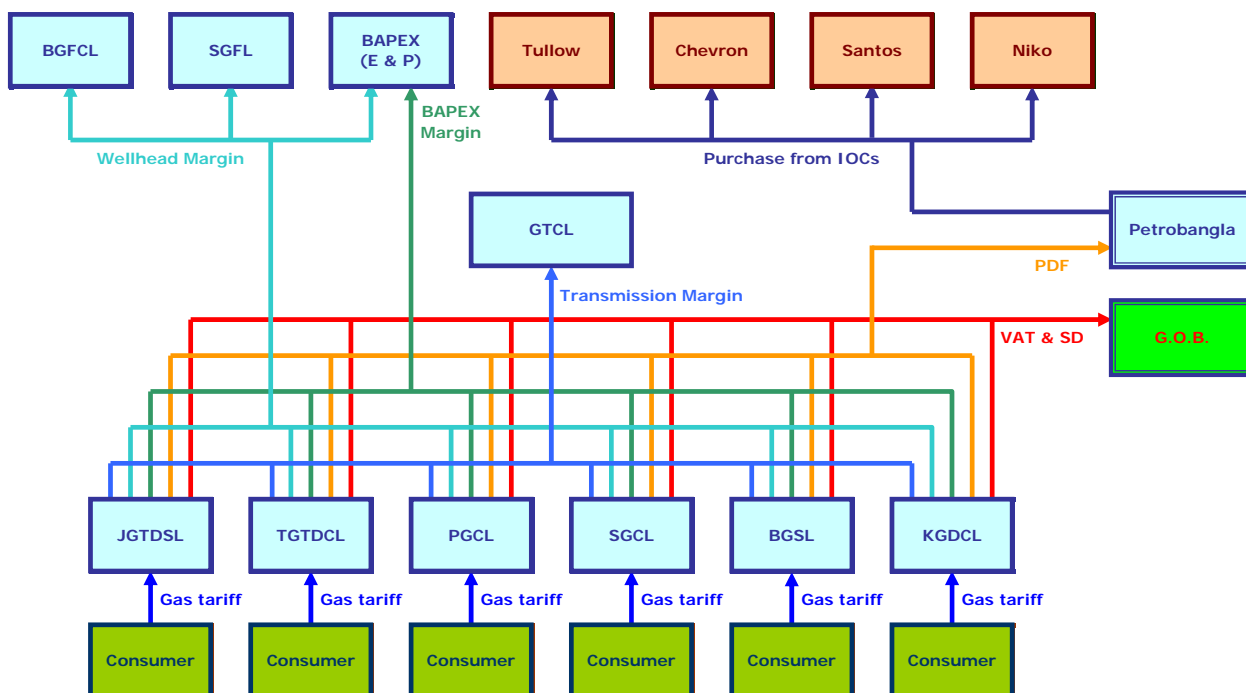 BGFCL
SGFL
BAPEX
(E & P)
Tullow
Chevron
Santos
Niko
BAPEX
Margin
Wellhead Margin
Purchase from IOCs
GTCL
Petrobangla
PDF
Transmission Margin
VAT & SD
G.O.B.
JGTDSL
TGTDCL
PGCL
SGCL
BGSL
KGDCL
Gas tariff
Gas tariff
Gas tariff
Gas tariff
Gas tariff
Gas tariff
Consumer
Consumer
Consumer
Consumer
Consumer
Consumer